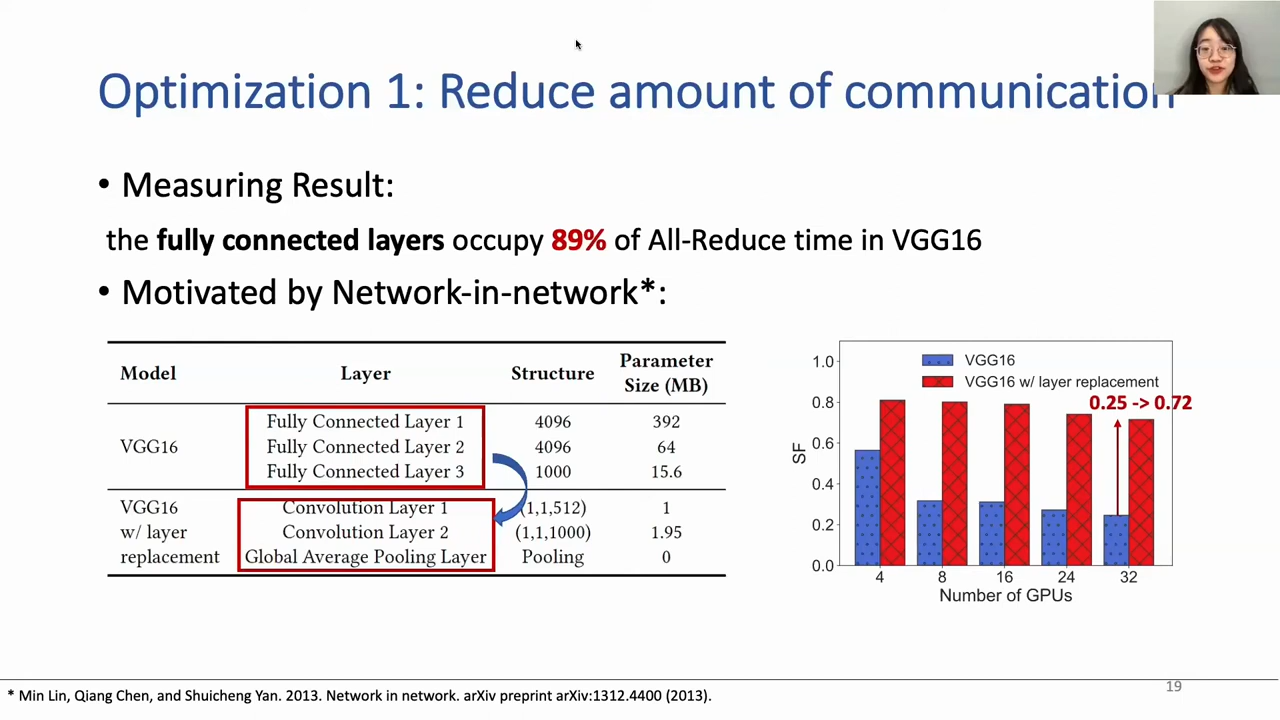 Optimization 1: Reduce amount of communication
• Measuring Result:
the fully connected layers occupy 89% of All-Reduce time in VGG16
• Motivated by Network-in-network*:
Model Layer Structure Parameter Size (MB)
VGG16
Fully Connected Layer 1 4096 392
Fully Connected Layer 2 4096 64
Fully Connected Layer 3 1000 15.6
VGG16 w/ layer replacement
Convolution Layer 1 (1,1,512) 1
Convolution Layer 2 (1,1,1000) 1.95
Global Average Pooling Layer Pooling 0
VGG16
VGG16 w/ layer replacement
0.25 -> 0.72
SF
1.0
0.8
0.6
0.4
0.2
0.0
4 8 16 24 32
Number of GPUs
* Min Lin, Qiang Chen, and Shuicheng Yan. 2013. Network in network. arXiv preprint arXiv:1312.4400 (2013).
19